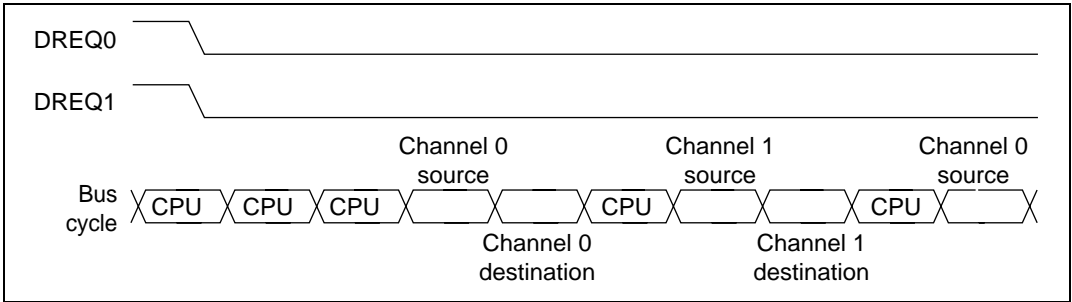 DREQ0
DREQ1
Channel 0 Channel 1 Channel 0
source source source
Bus
cycle
CPU CPU CPU CPU CPU
Channel 0 Channel 1
destination destination